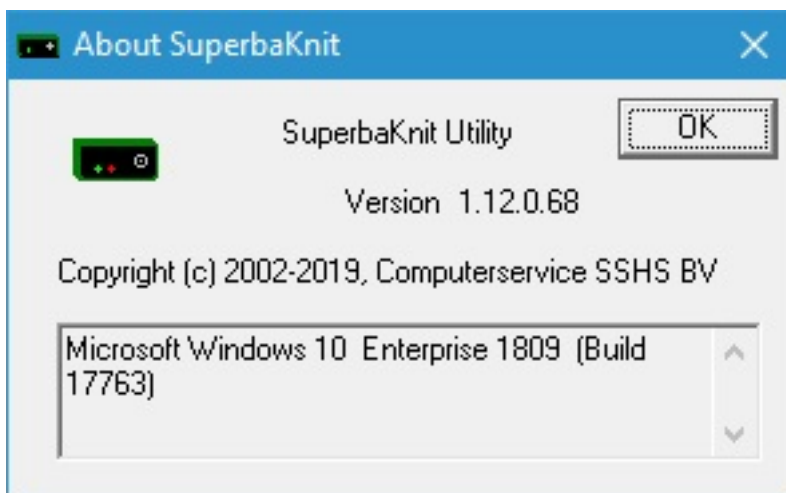 About SuperbaKnit
SuperbaKnit Utility
OK
Version 1.12.0.68
Copyright (c) 2002-2019, Computerservice SSHS BV
Microsoft Windows 10 Enterprise 1809 (Build
17763)